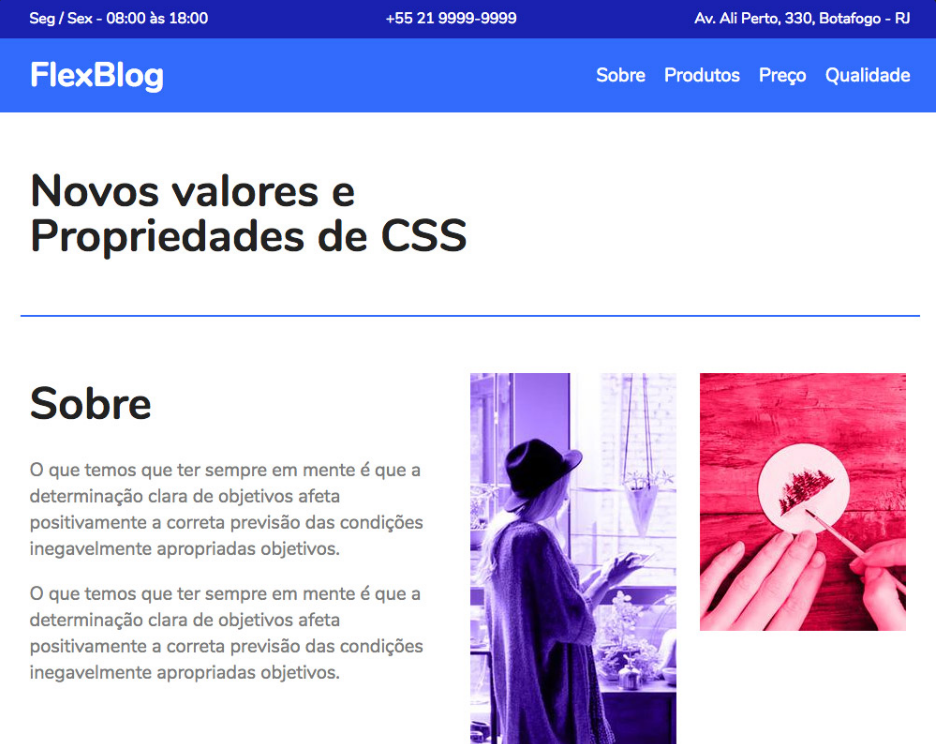 Seg / Sex - 08:00 às 18:00
+55 21 9999-9999
Av. Ali Perto, 330, Botafogo - RJ
FlexBlog
Sobre Produtos Preço Qualidade
Novos valores e
Propriedades de CSS
Sobre
O que temos que ter sempre em mente é que a
determinação clara de objetivos afeta
positivamente a correta previsão das condições
inegavelmente apropriadas objetivos.
O que temos que ter sempre em mente é que a
determinação clara de objetivos afeta
positivamente a correta previsão das condições
inegavelmente apropriadas objetivos.